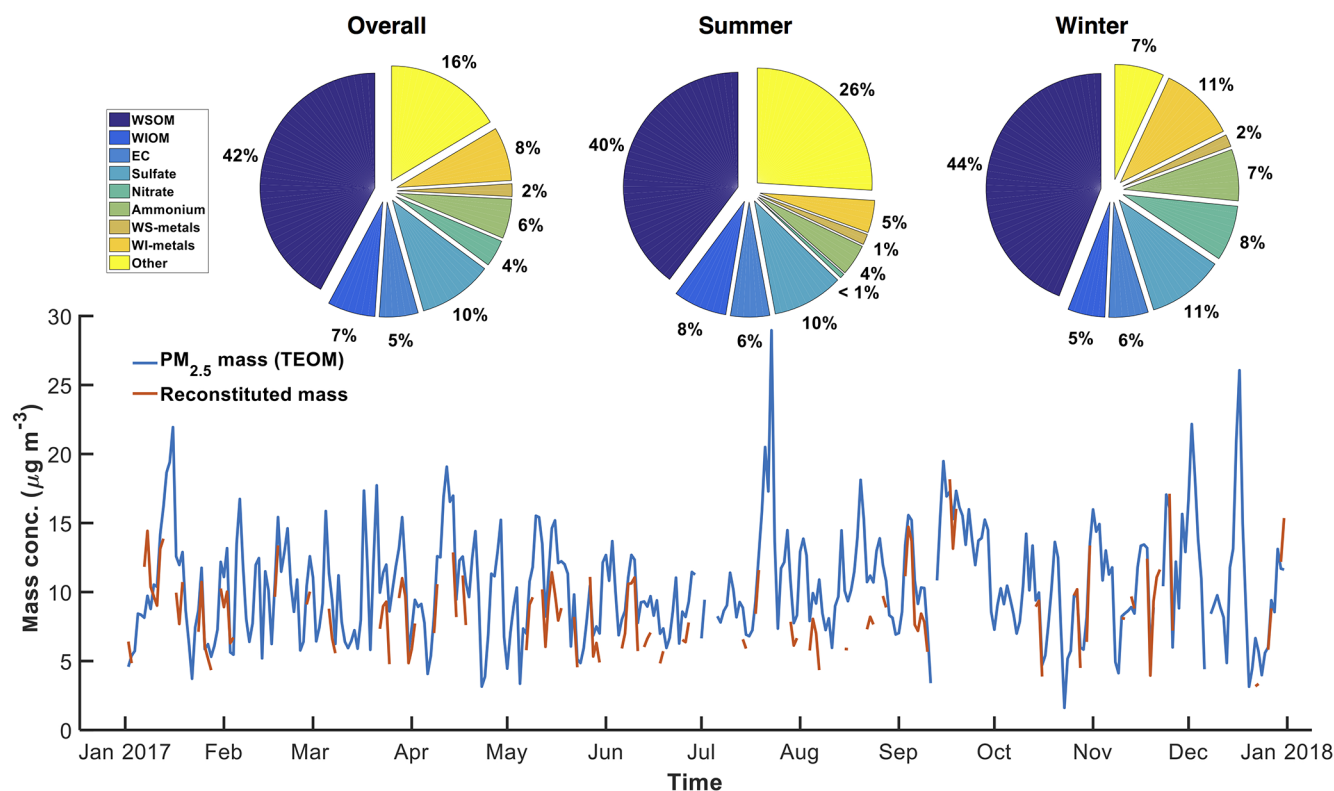 Overall
Summer
Winter
WSOM
WIOM
EC
Sulfate
Nitrate
Ammonium
WS-metals
WI-metals
Other
16%
8%
2%
6%
4%
10%
5%
7%
42%
26%
5%
1%
4%
< 1%
10%
6%
8%
40%
7%
11%
2%
7%
8%
11%
6%
5%
44%
PM2.5 mass (TEOM)
Reconstituted mass
Mass conc. (μg m-3)
30
25
20
15
10
5
0
Jan 2017 Feb Mar Apr May Jun Jul Aug Sep Oct Nov Dec Jan 2018
Time